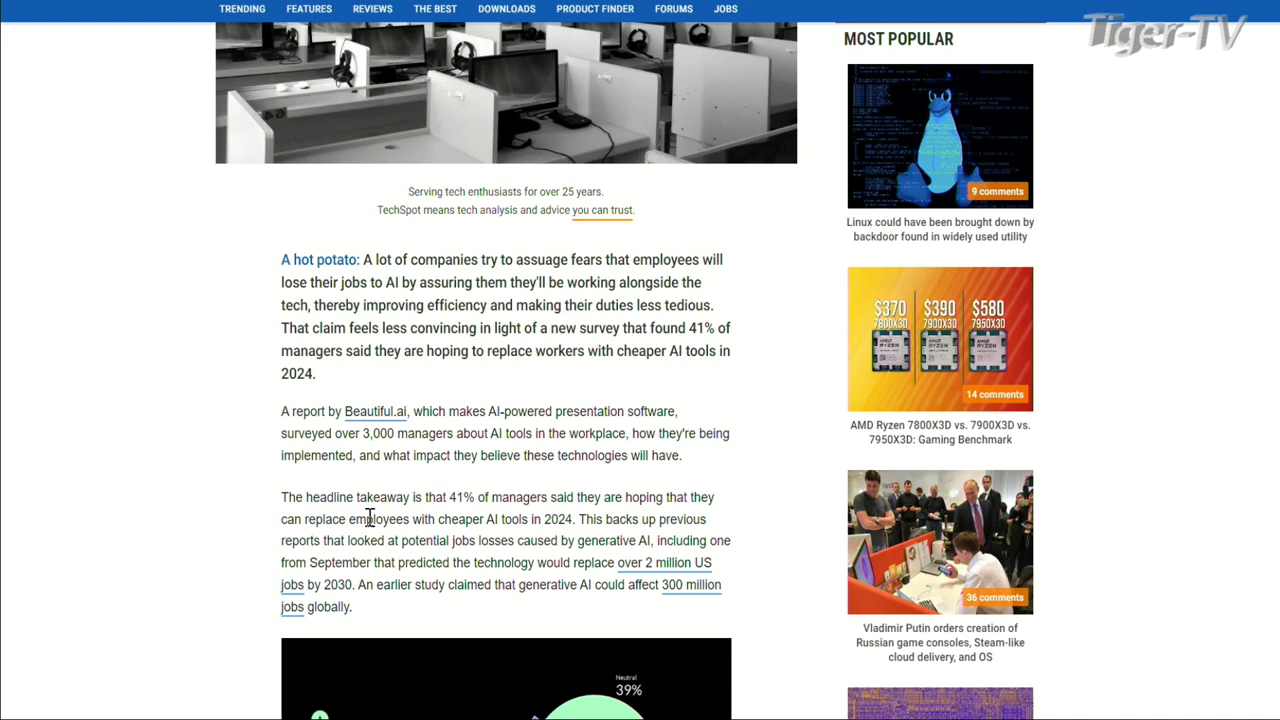 TRENDING FEATURES REVIEWS THE BEST DOWNLOADS PRODUCT FINDER FORUMS JOBS
Tiger-TV
Serving tech enthusiasts for over 25 years.
TechSpot means tech analysis and advice you can trust.
A hot potato: A lot of companies try to assuage fears that employees will
lose their jobs to AI by assuring them they'll be working alongside the
tech, thereby improving efficiency and making their duties less tedious.
That claim feels less convincing in light of a new survey that found 41% of
managers said they are hoping to replace workers with cheaper AI tools in
2024.
A report by Beautiful.ai, which makes AI-powered presentation software,
surveyed over 3,000 managers about AI tools in the workplace, how they're being
implemented, and what impact they believe these technologies will have.
The headline takeaway is that 41% of managers said they are hoping that they
can replace employees with cheaper AI tools in 2024. This backs up previous
reports that looked at potential jobs losses caused by generative AI, including one
from September that predicted the technology would replace over 2 million US
jobs by 2030. An earlier study claimed that generative AI could affect 300 million
jobs globally.
Neutral
39%
MOST POPULAR
9 comments
Linux could have been brought down by
backdoor found in widely used utility
$370 $390 $580
7800X3D 7900X3D 7950X3D
14 comments
AMD Ryzen 7800X3D vs. 7900X3D vs.
7950X3D: Gaming Benchmark
36 comments
Vladimir Putin orders creation of
Russian game consoles, Steam-like
cloud delivery, and OS